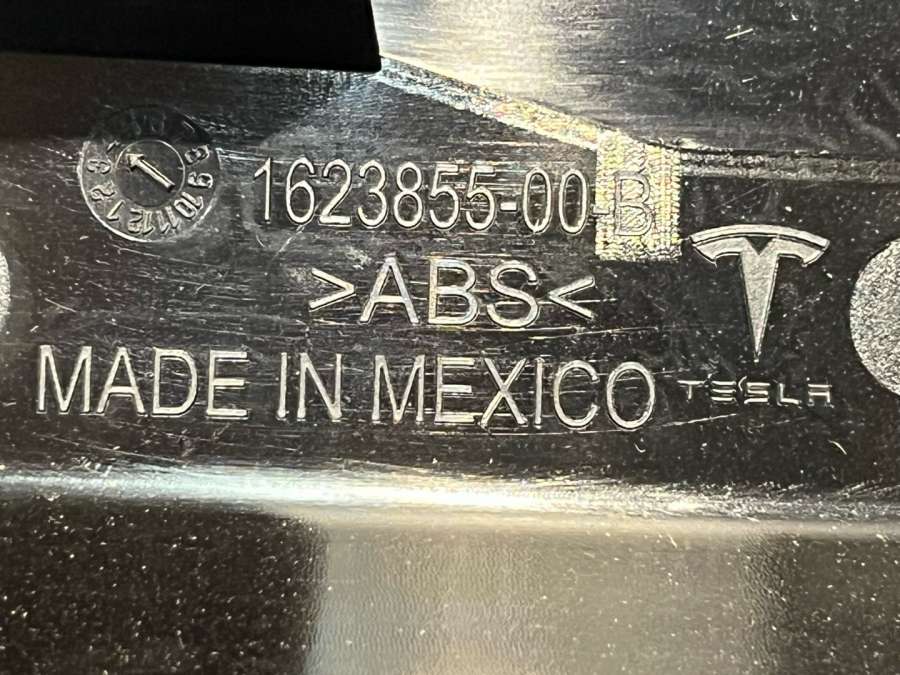 1623855-00-B
>ABS<
MADE IN MEXICO
TESLA